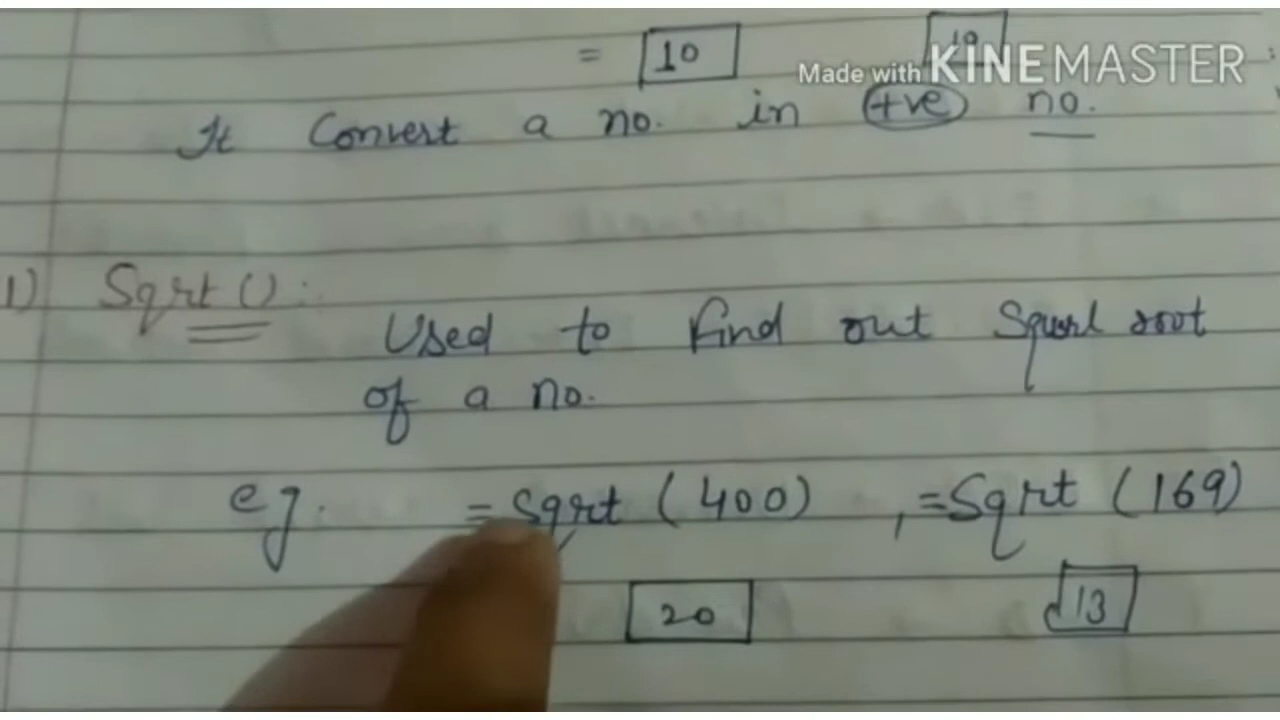 = 10 10
Made with KINEMASTER
It Convert a no. in +ve no.
1) Sqrt ():
Used to find out root
of a no.
eg. =Sqrt (400) , =Sqrt (169)
20 13